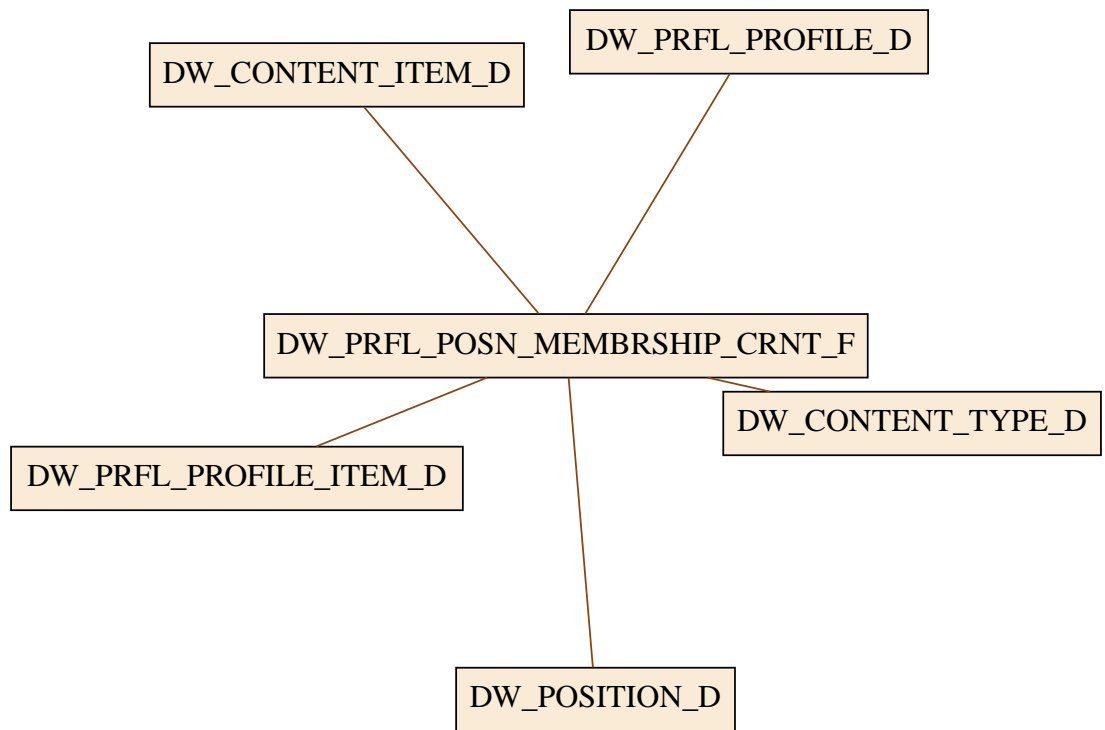 DW_PRFL_PROFILE_D
DW_CONTENT_ITEM_D
DW_PRFL_POSN_MEMBRSHIP_CRNT_F
DW_CONTENT_TYPE_D
DW_PRFL_PROFILE_ITEM_D
DW_POSITION_D